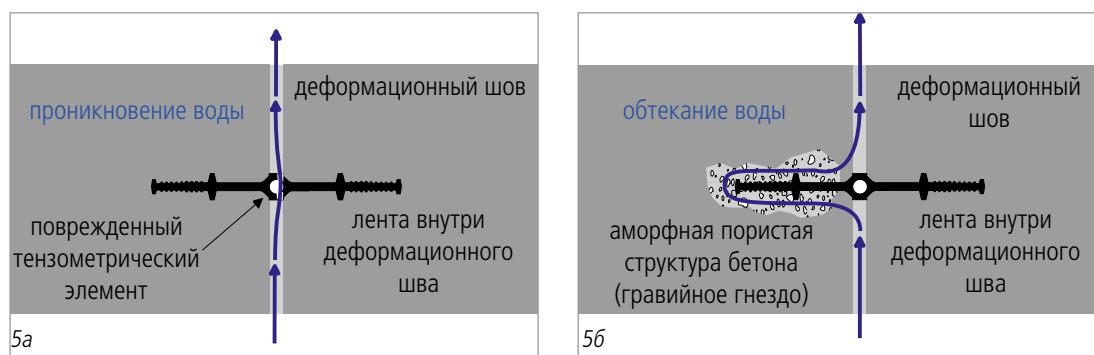 деформационный шов
проникновение воды
поврежденный
тензометрический
элемент
лента внутри
деформационного
шва
5а
деформационный
шов
обтекание воды
аморфная пористая
структура бетона
(гравийное гнездо)
лента внутри
деформационного
шва
5б